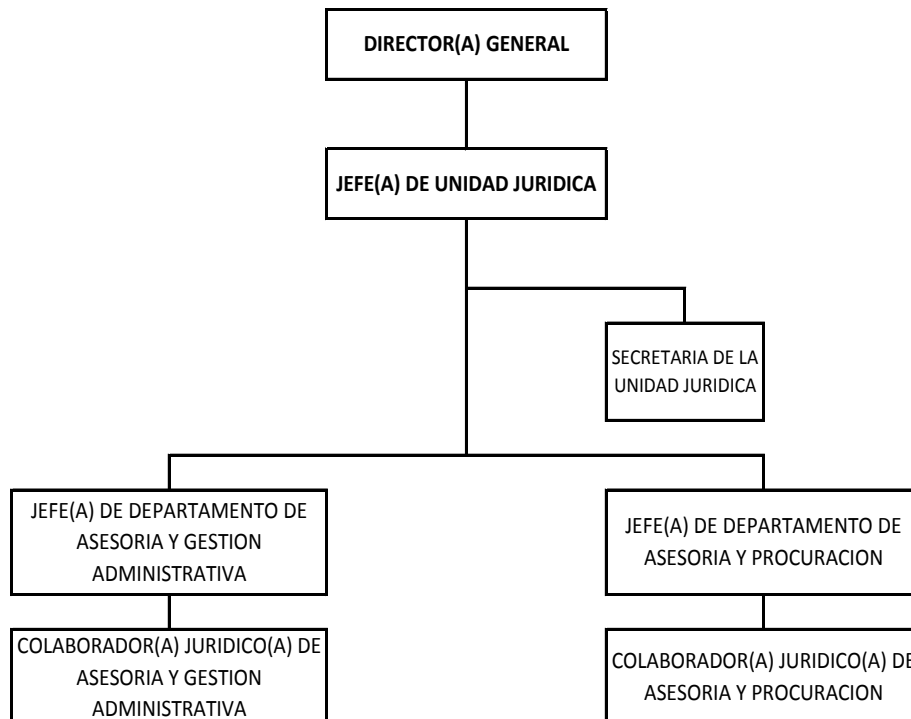 DIRECTOR(A) GENERAL
JEFE(A) DE UNIDAD JURIDICA
SECRETARIA DE LA
UNIDAD JURIDICA
JEFE(A) DE DEPARTAMENTO DE
ASESORIA Y GESTION
ADMINISTRATIVA
JEFE(A) DE DEPARTAMENTO DE
ASESORIA Y PROCURACION
COLABORADOR(A) JURIDICO(A) DE
ASESORIA Y GESTION
ADMINISTRATIVA
COLABORADOR(A) JURIDICO(A) DE
ASESORIA Y PROCURACION